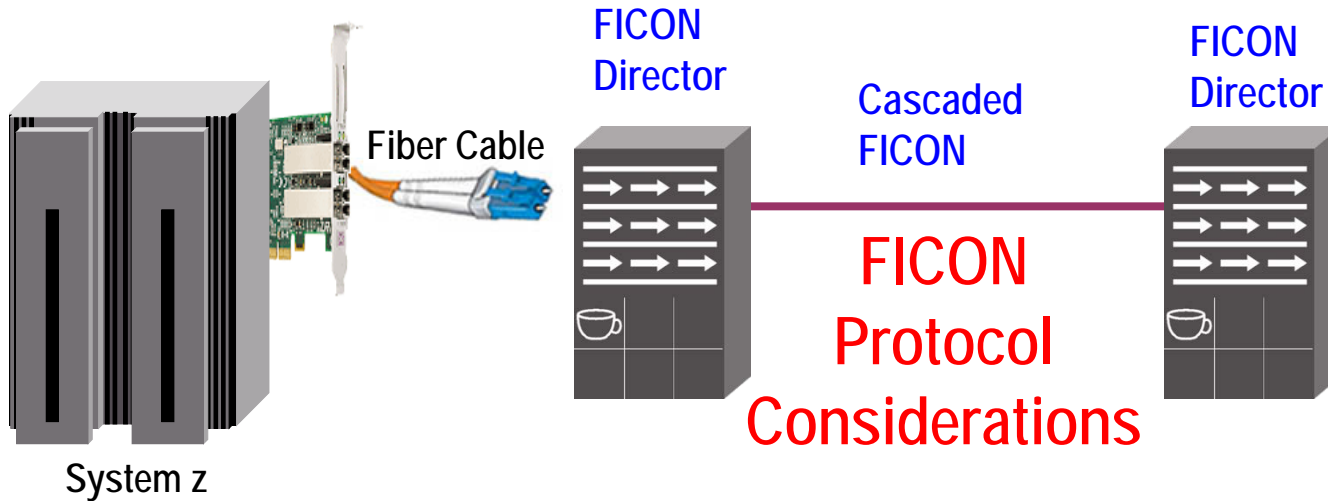 FICON
Director
Cascaded
FICON
FICON
Director
Fiber Cable
FICON
Protocol
Considerations
System z